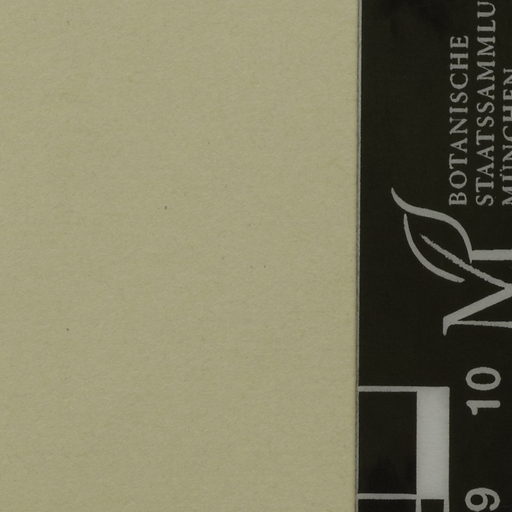 BOTANISCHE
STAATSSAMMLU
MÜNCHEN
M
10
9